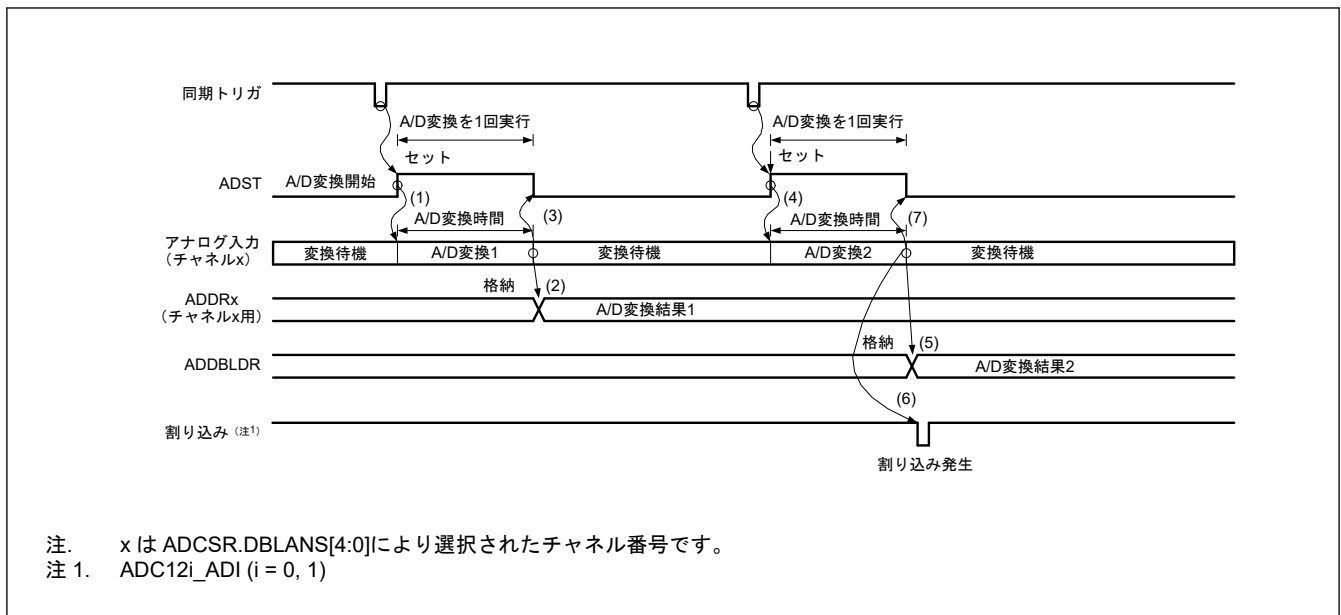 同期トリガ
A/D変換を1回実行
A/D変換を1回実行
セット
セット
ADST
A/D変換開始
(1)
(3)
(4)
(7)
A/D変換時間
A/D変換時間
アナログ入力
(チャネルx)
変換待機
A/D変換1
変換待機
A/D変換2
変換待機
格納
(2)
ADDRx
(チャネルx用)
A/D変換結果1
格納
(5)
ADDBLDR
A/D変換結果2
(6)
割り込み (注1)
割り込み発生
注. x は ADCSR.DBLANS[4:0]により選択されたチャネル番号です。
注 1. ADC12i_ADI (i = 0, 1)